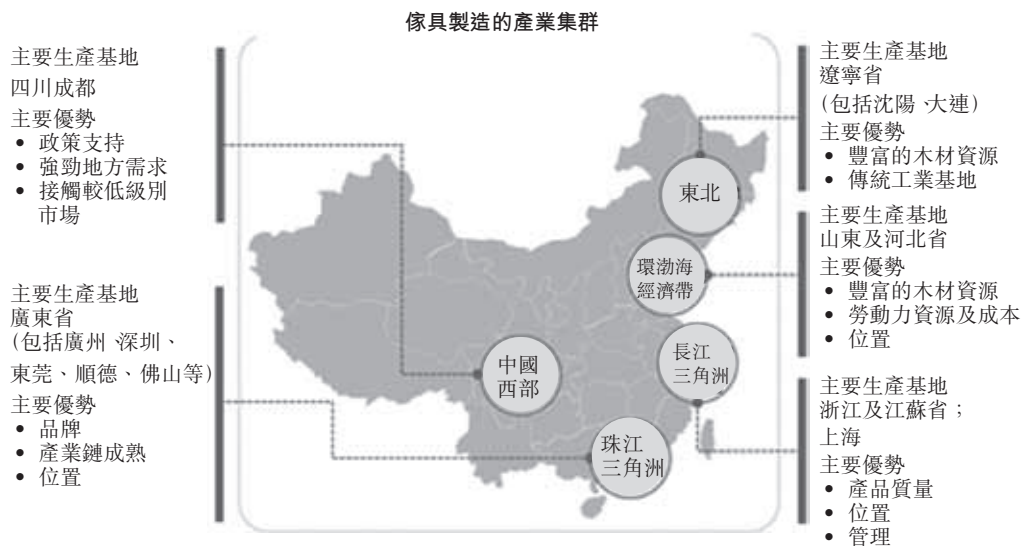 傢具製造的產業集群
主要生產基地
四川成都
主要優勢
• 政策支持
• 強勁地方需求
• 接觸較低級別
市場
主要生產基地
廣東省
(包括廣州、深圳、
東莞、順德、佛山等)
主要優勢
• 品牌
• 產業鏈成熟
• 位置
東北
環渤海
經濟帶
長江
三角洲
中國
西部
珠江
三角洲
主要生產基地
遼寧省
(包括沈陽、大連)
主要優勢
• 豐富的木材資源
• 傳統工業基地
主要生產基地
山東及河北省
主要優勢
• 豐富的木材資源
• 勞動力資源及成本
• 位置
主要生產基地
浙江及江蘇省；
上海
主要優勢
• 產品質量
• 位置
• 管理